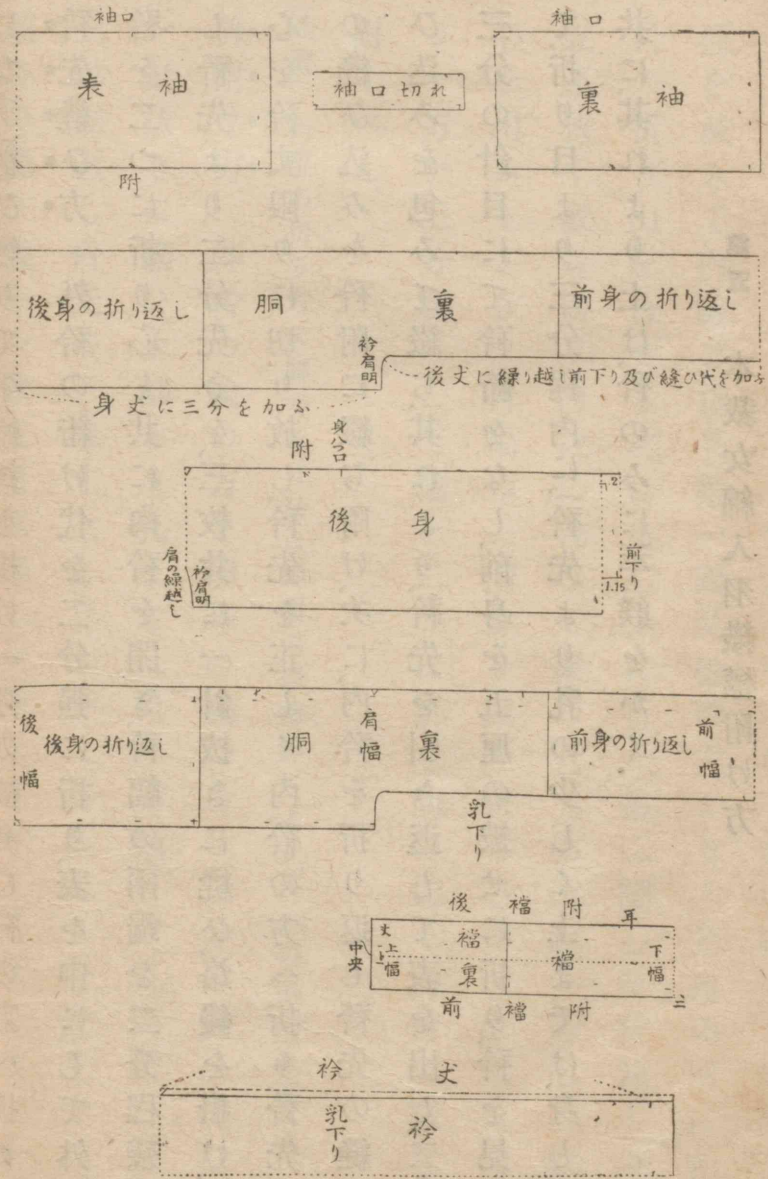 袖口
表 袖
附
袖口切れ
袖口
裏 袖
後身の折り返し
胴 裏
前身の折り返し
衿肩明
身丈に三分を加ふ
後丈に繰り越し前下り及び縫ひ代を加ふ
附
身八ツ口
後 身
2
前下り
1.15
肩の繰越し
衿肩明
後幅
後身の折り返し
胴 裏
肩幅
前身の折り返し
前幅
乳下り
後 襠 附
中央
丈
上幅
襠裏
襠
下幅
二
前 襠 附
衿 丈
乳下り
衿